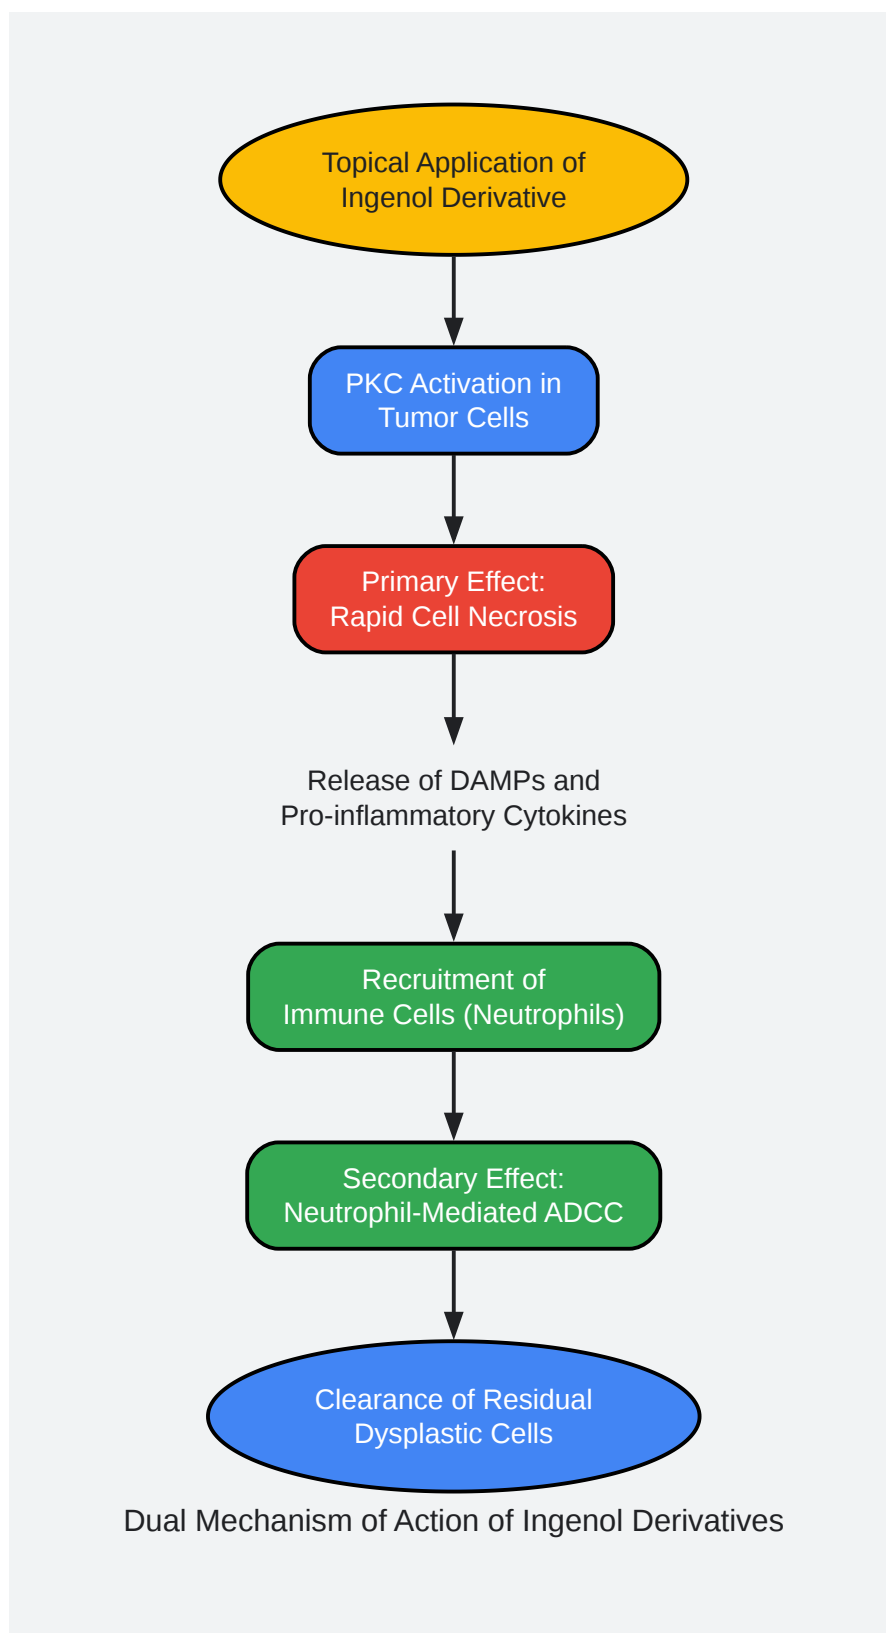 Topical Application of
Ingenol Derivative
PKC Activation in
Tumor Cells
Primary Effect:
Rapid Cell Necrosis
Release of DAMPs and
Pro-inflammatory Cytokines
Recruitment of
Immune Cells (Neutrophils)
Secondary Effect:
Neutrophil-Mediated ADCC
Clearance of Residual
Dysplastic Cells
Dual Mechanism of Action of Ingenol Derivatives